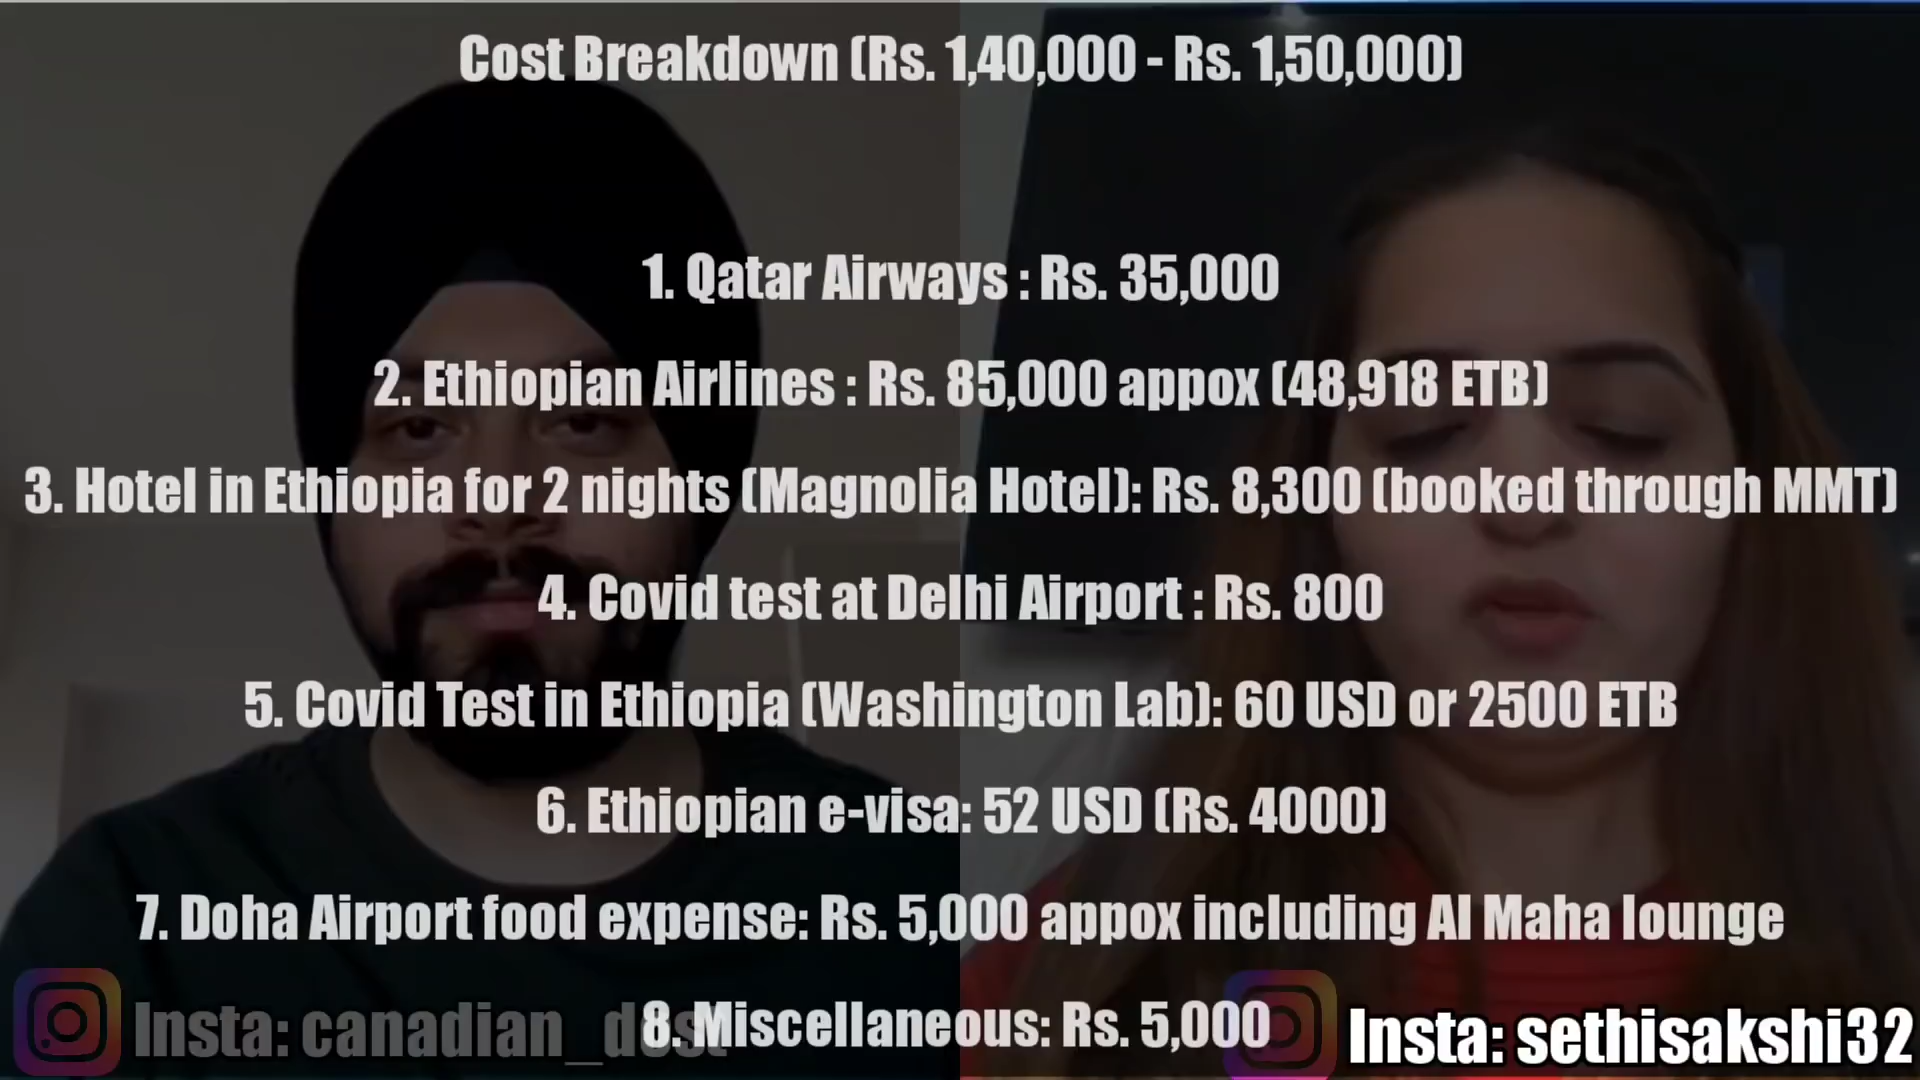 Cost Breakdown (Rs. 1,40,000 - Rs. 1,50,000)
1. Qatar Airways : Rs. 35,000
2. Ethiopian Airlines : Rs. 85,000 appox (48,918 ETB)
3. Hotel in Ethiopia for 2 nights (Magnolia Hotel): Rs. 8,300 (booked through MMT)
4. Covid test at Delhi Airport : Rs. 800
5. Covid Test in Ethiopia (Washington Lab): 60 USD or 2500 ETB
6. Ethiopian e-visa: 52 USD (Rs. 4000)
7. Doha Airport food expense: Rs. 5,000 appox including Al Maha lounge
8. Miscellaneous: Rs. 5,000
Insta: canadian_dost
Insta: sethisakshi32